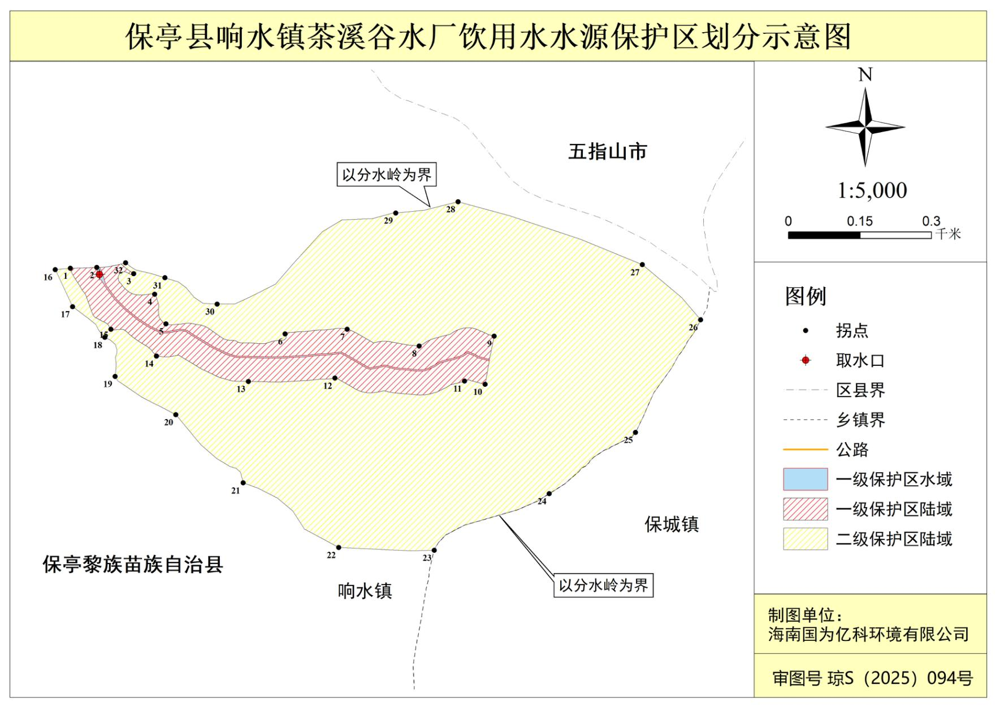 保亭县响水镇茶溪谷水厂饮用水水源保护区划分示意图
N
1:5,000
0 0.15 0.3
千米
五指山市
以分水岭为界
28
29
27
32
16
1
2
3
31
4
30
17
5
26
15
18
6
7
8
9
14
19
13
12
11
10
20
25
21
24
22
23
保城镇
保亭黎族苗族自治县
响水镇
以分水岭为界
图例
拐点
取水口
区县界
乡镇界
公路
一级保护区水域
一级保护区陆域
二级保护区陆域
制图单位：
海南国为亿科环境有限公司
审图号 琼S（2025）094号